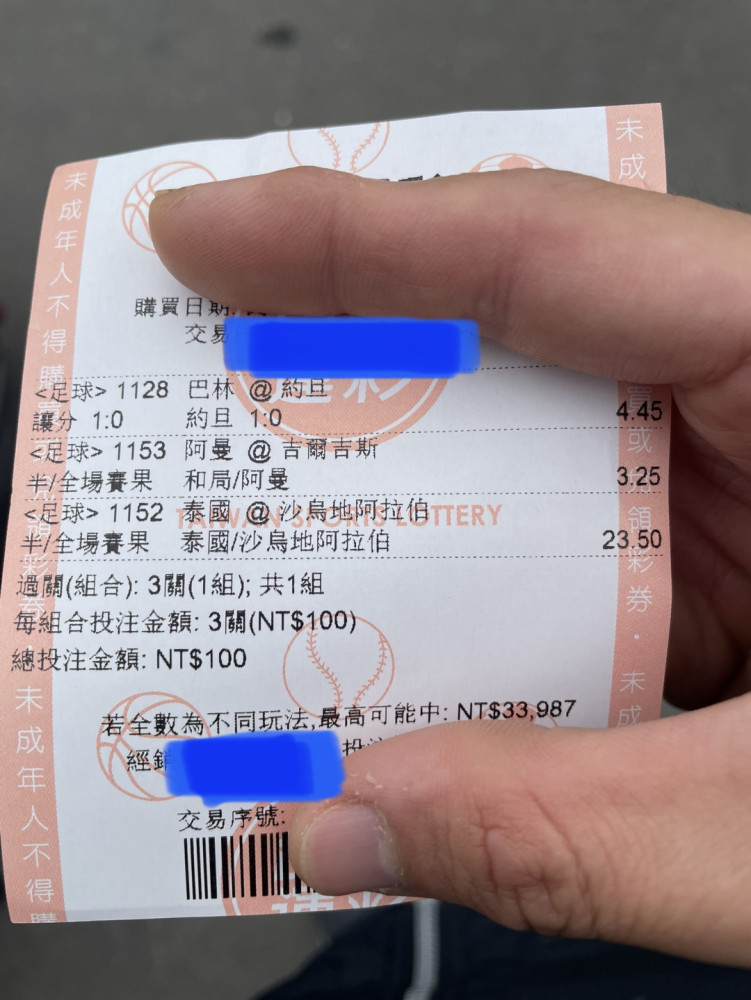 購買日期:
交易
<足球> 1128 巴林 @ 約旦
讓分 1:0 約旦 1:0 4.45
<足球> 1153 阿曼 @ 吉爾吉斯
半/全場賽果 和局/阿曼 3.25
<足球> 1152 泰國 @ 沙烏地阿拉伯
TAIWAN SPORTS LOTTERY
半/全場賽果 泰國/沙烏地阿拉伯 23.50
過關(組合): 3關(1組); 共1組
每組合投注金額: 3關(NT$100)
總投注金額: NT$100
若全數為不同玩法,最高可能中: NT$33,987
經銷 投注
交易序號:
未成年人不得購
未成年人不得購
未成
領彩券・未成